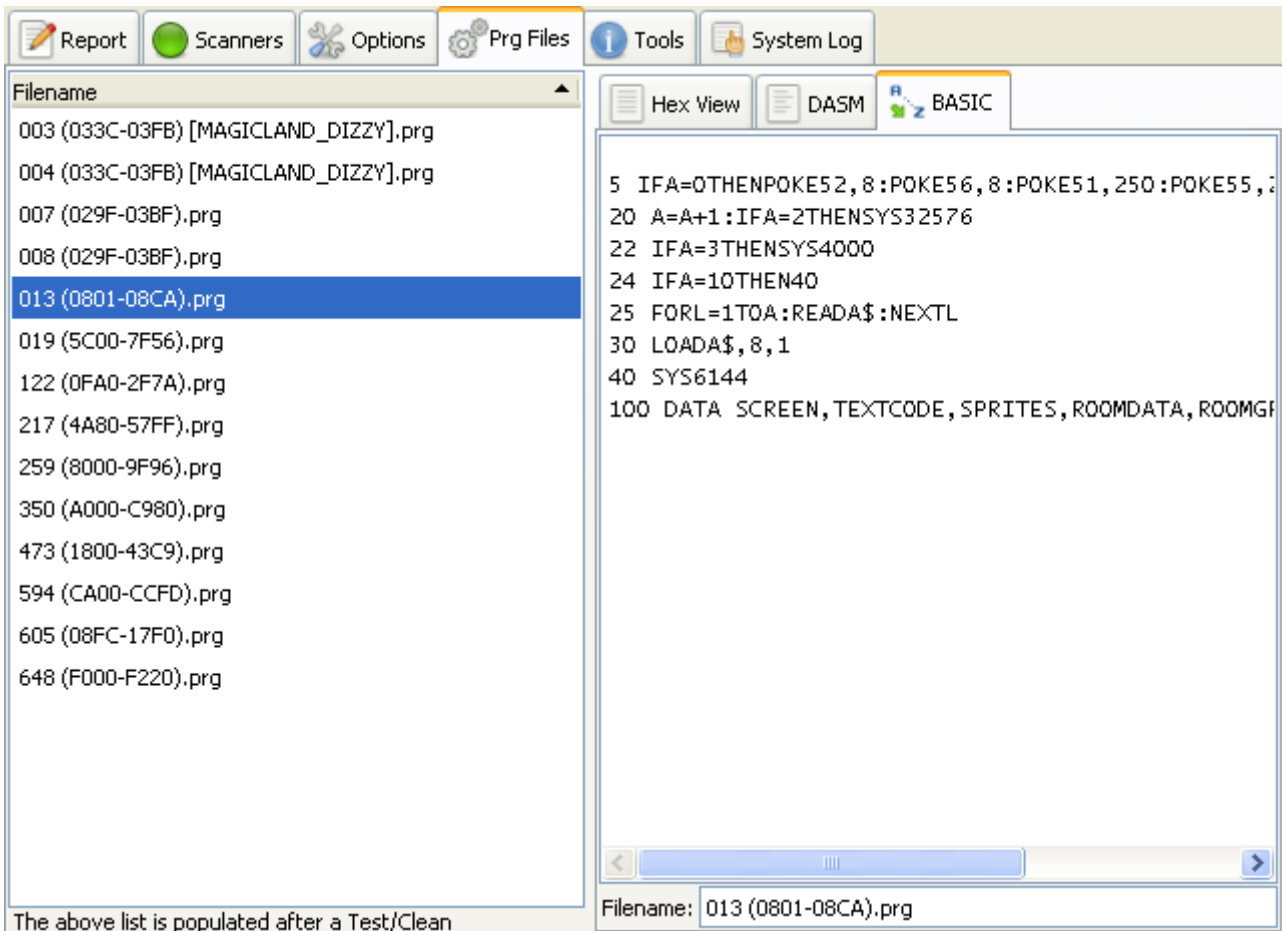 Report Scanners Options Prg Files Tools System Log
Filename
003 (033C-03FB) [MAGICLAND_DIZZY].prg
004 (033C-03FB) [MAGICLAND_DIZZY].prg
007 (029F-03BF).prg
008 (029F-03BF).prg
013 (0801-08CA).prg
019 (5C00-7F56).prg
122 (0FA0-2F7A).prg
217 (4A80-57FF).prg
259 (8000-9F96).prg
350 (A000-C980).prg
473 (1800-43C9).prg
594 (CA00-CCFD).prg
605 (08FC-17F0).prg
648 (F000-F220).prg
The above list is populated after a Test/Clean
Hex View DASM BASIC
5 IFA=0THENPOKE52,8:POKE56,8:POKE51,250:POKE55,
20 A=A+1:IFA=2THENSYS32576
22 IFA=3THENSYS4000
24 IFA=10THEN40
25 FORL=1TOA:READA$:NEXTL
30 LOADA$,8,1
40 SYS6144
100 DATA SCREEN,TEXTCODE,SPRITES,ROOMDATA,
Filename: 013 (0801-08CA).prg